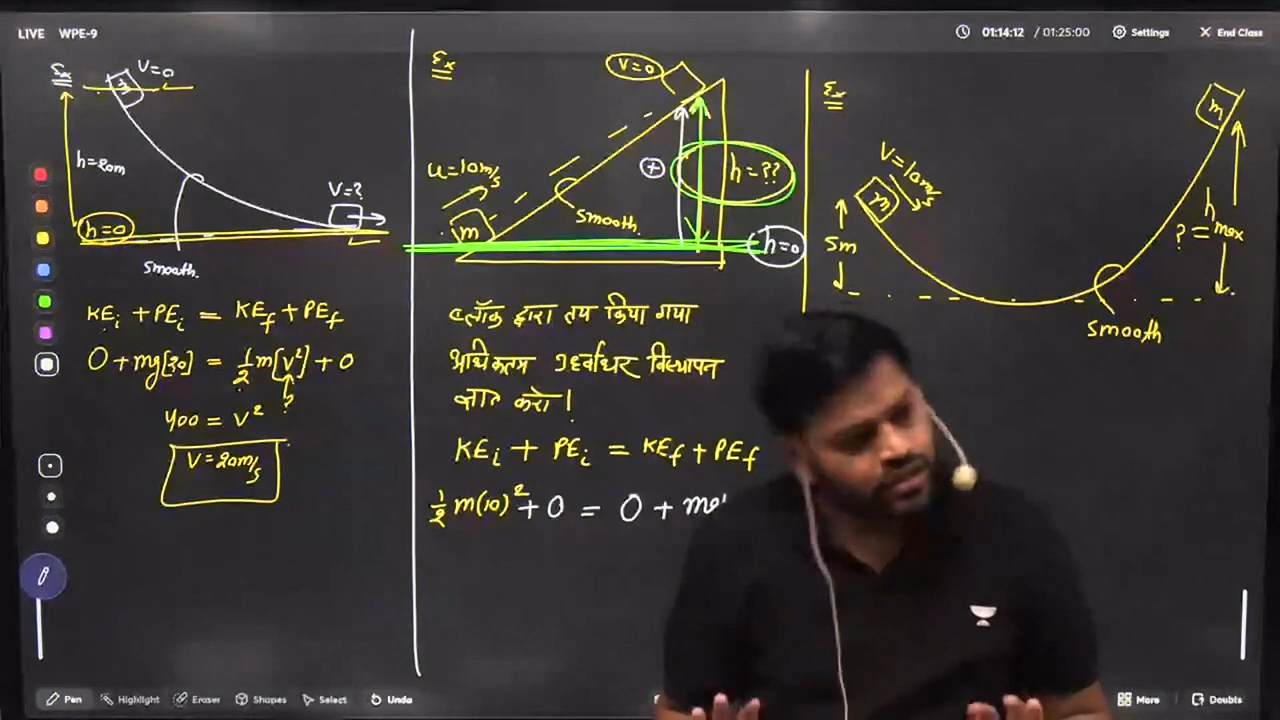 LIVE WPE-9
01:14:12 / 01:25:00
Settings
End Class
Ex
V=0
m
h=20m
V=?
h=0
Smooth.
KEi + PEi = KEf + PEf
0 + mg[20] = 1/2 m[v²] + 0
?
400 = v²
V=20m/s
Ex
V=0
u=10m/s
m
Smooth.
+
h=??
h=0
ब्लॉक द्वारा तय किया गया
अधिकतम ऊर्ध्वाधर विस्थापन
ज्ञात करो!
KEi + PEi = KEf + PEf
1/2 m(10)² + 0 = 0 + mg
Ex
V=10m/s
m
5m
m
h max = ?
Smooth
Pen
Highlight
Eraser
Shapes
Select
Undo
More
Doubts